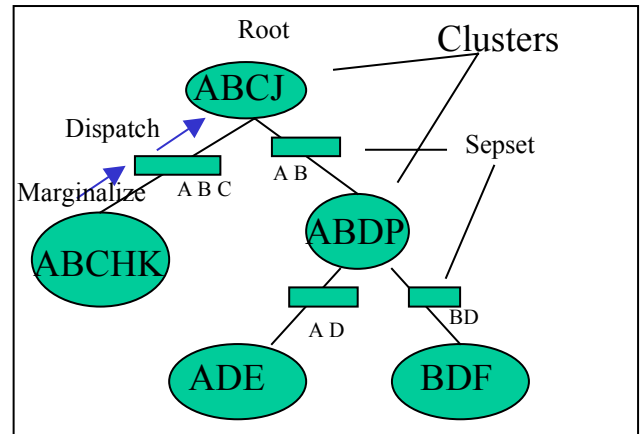 Root
Clusters
ABCJ
Dispatch
Sepset
A B C
A B
Marginalize
ABDP
ABCHK
A D
BD
ADE
BDF